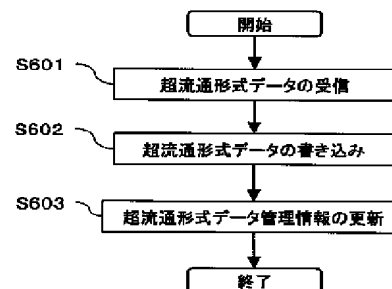 開始
S601
超流通形式データの受信
S602
超流通形式データの書き込み
S603
超流通形式データ管理情報の更新
終了